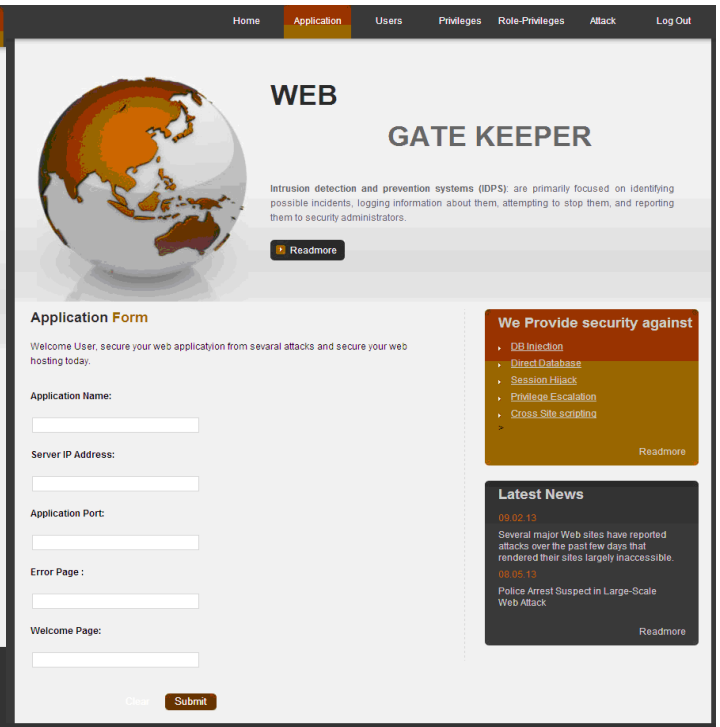 Home Application Users Privileges Role-Privileges Attack Log Out
WEB
GATE KEEPER
Intrusion detection and prevention systems (IDPS): are primarily focused on identifying
possible incidents, logging information about them, attempting to stop them, and reporting
them to security administrators.
Readmore
Application Form
Welcome User, secure your web applicatyion from sevaral attacks and secure your web
hosting today.
Application Name:
Server IP Address:
Application Port:
Error Page :
Welcome Page:
Clear Submit
We Provide security against
DB Injection
Direct Database
Session Hijack
Privilege Escalation
Cross Site scripting
>
Readmore
Latest News
09.02.13
Several major Web sites have reported
attacks over the past few days that
rendered their sites largely inaccessible.
08.05.13
Police Arrest Suspect in Large-Scale
Web Attack
Readmore